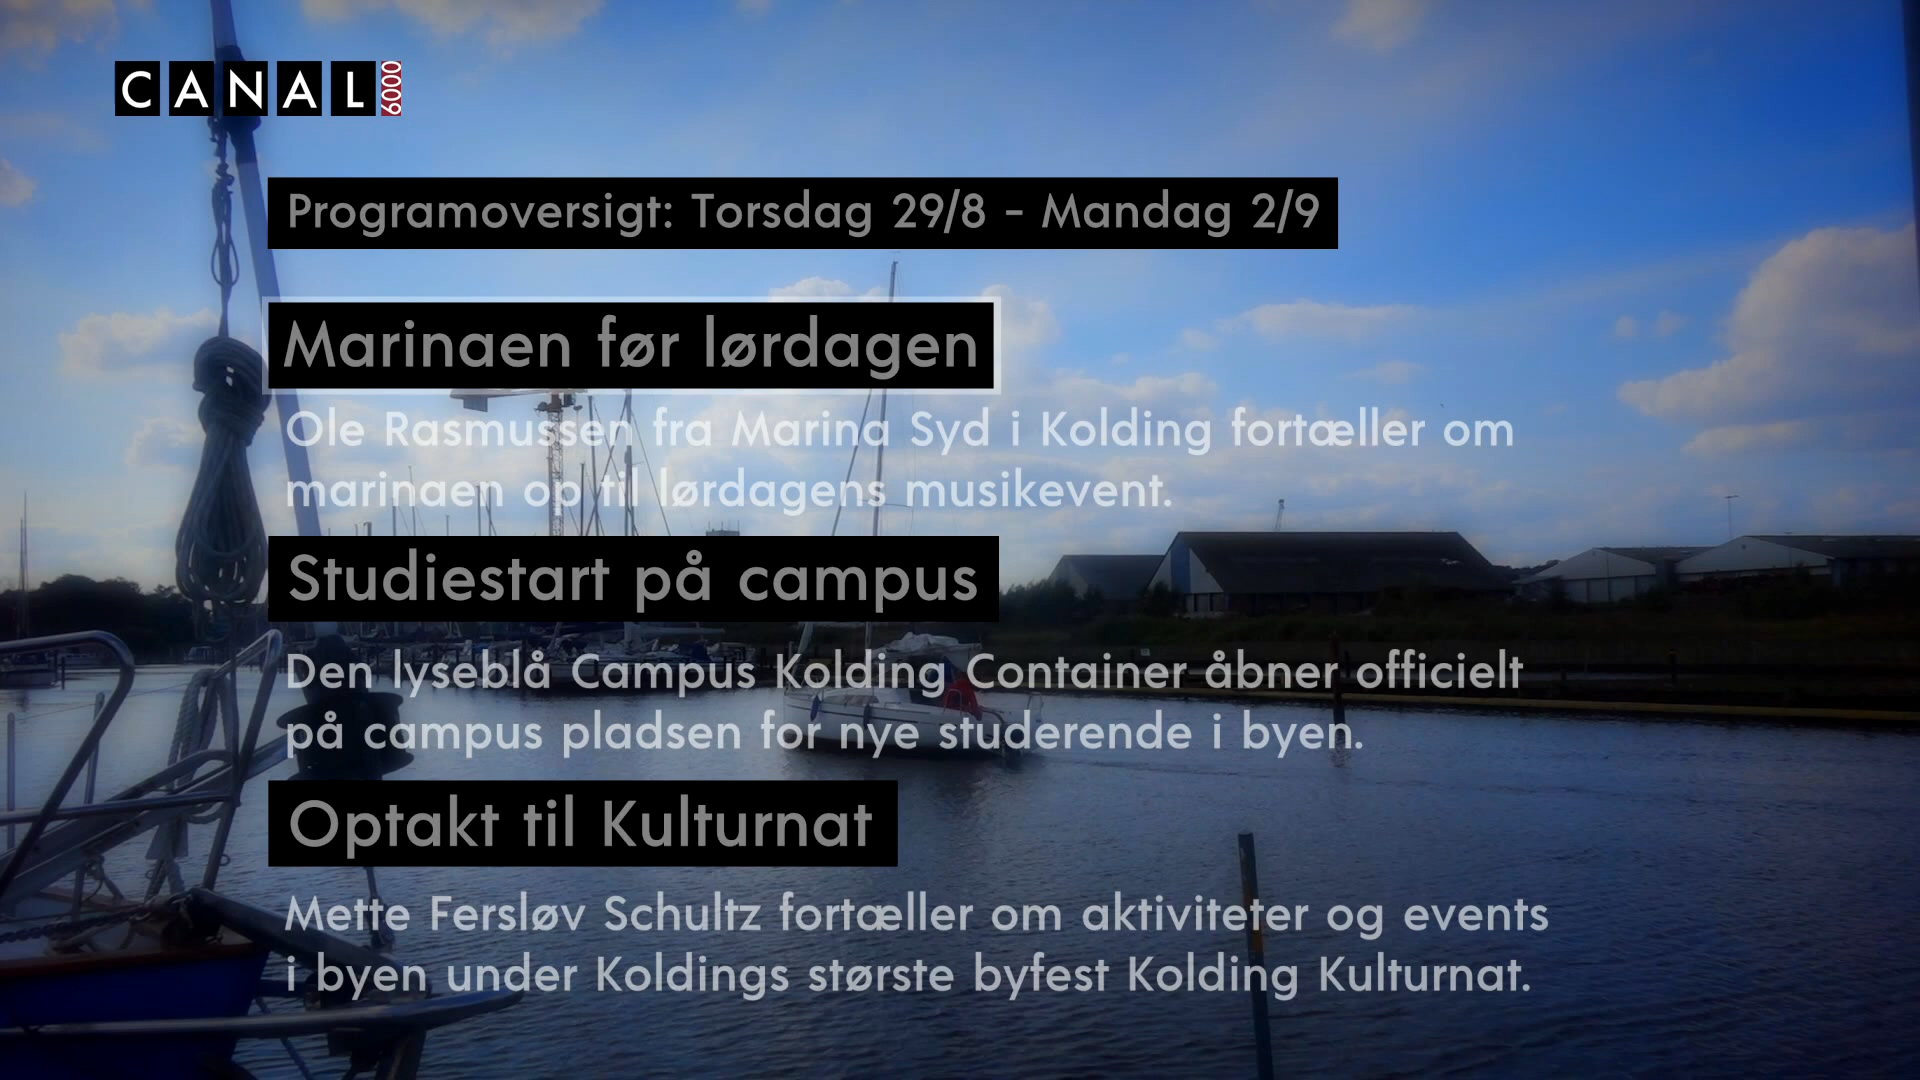 CANAL 6000
Programoversigt: Torsdag 29/8 - Mandag 2/9
Marinaen før lørdagen
Ole Rasmussen fra Marina Syd i Kolding fortæller om
marinaen op til lørdagens musikevent.
Studiestart på campus
Den lyseblå Campus Kolding Container åbner officielt
på campus pladsen for nye studerende i byen.
Optakt til Kulturnat
Mette Fersløv Schultz fortæller om aktiviteter og events
i byen under Koldings største byfest Kolding Kulturnat.